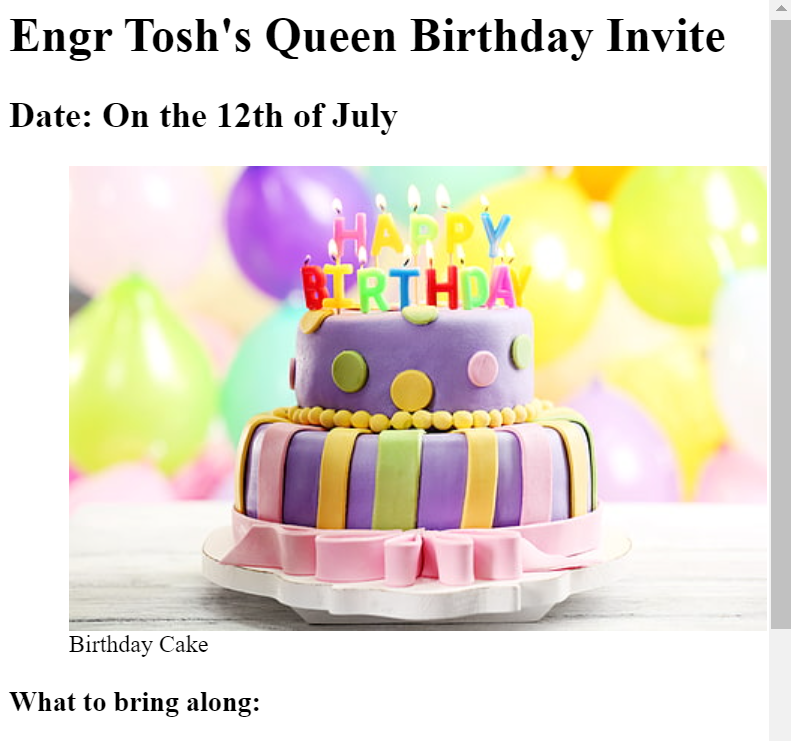 Engr Tosh's Queen Birthday Invite
Date: On the 12th of July
HAPPY
BIRTHDAY
Birthday Cake
What to bring along: